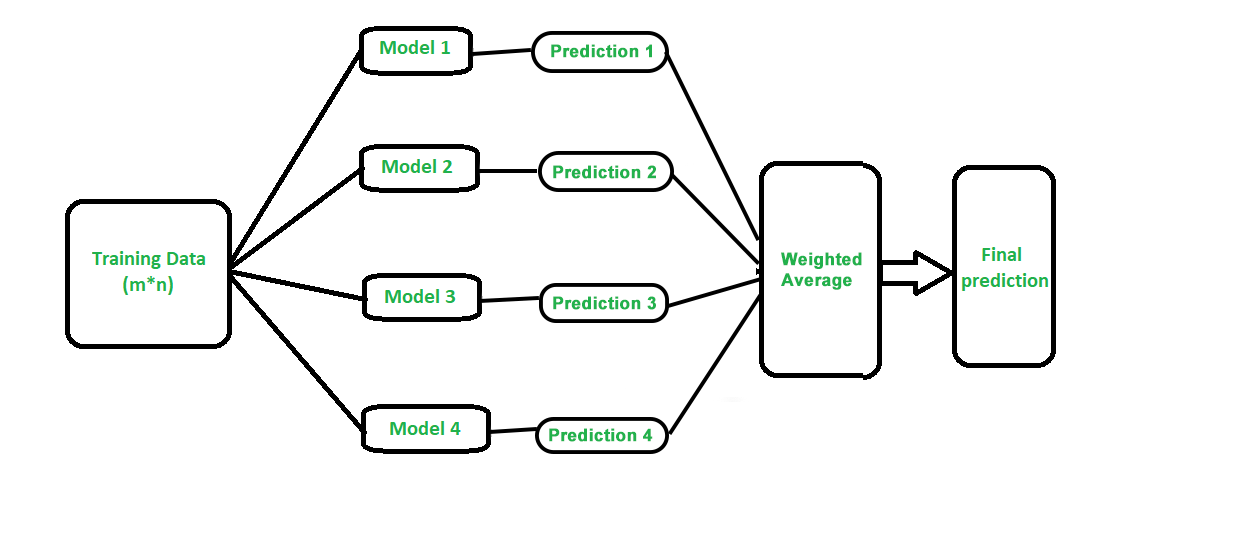 Model 1
Prediction 1
Model 2
Prediction 2
Training Data
(m*n)
Model 3
Prediction 3
Model 4
Prediction 4
Weighted
Average
Final
prediction